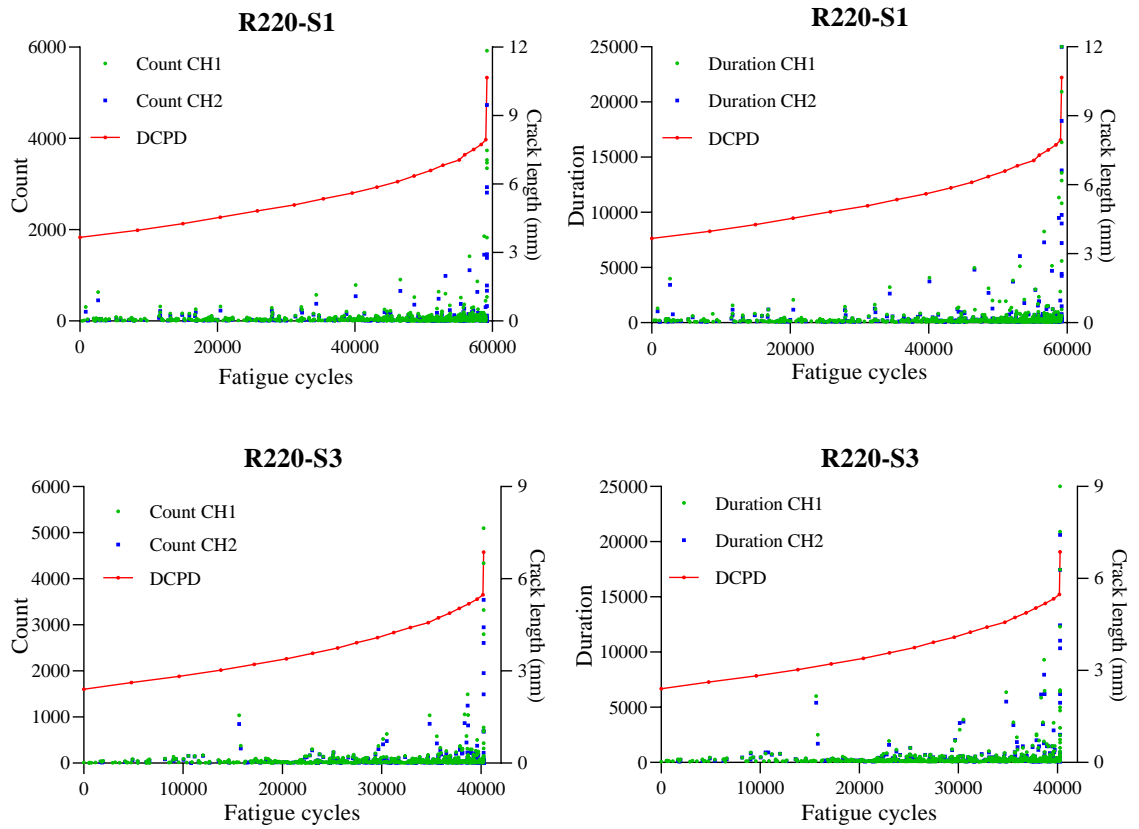 R220-S1
6000
4000
2000
0
Count
Count CH1
Count CH2
DCPD
12
9
6
3
0
Crack length (mm)
0
20000
40000
60000
Fatigue cycles
R220-S1
25000
20000
15000
10000
5000
0
Duration
Duration CH1
Duration CH2
DCPD
12
9
6
3
0
Crack length (mm)
0
20000
40000
60000
Fatigue cycles
R220-S3
6000
5000
4000
3000
2000
1000
0
Count
Count CH1
Count CH2
DCPD
9
6
3
0
Crack length (mm)
0
10000
20000
30000
40000
Fatigue cycles
R220-S3
25000
20000
15000
10000
5000
0
Duration
Duration CH1
Duration CH2
DCPD
9
6
3
0
Crack length (mm)
0
10000
20000
30000
40000
Fatigue cycles